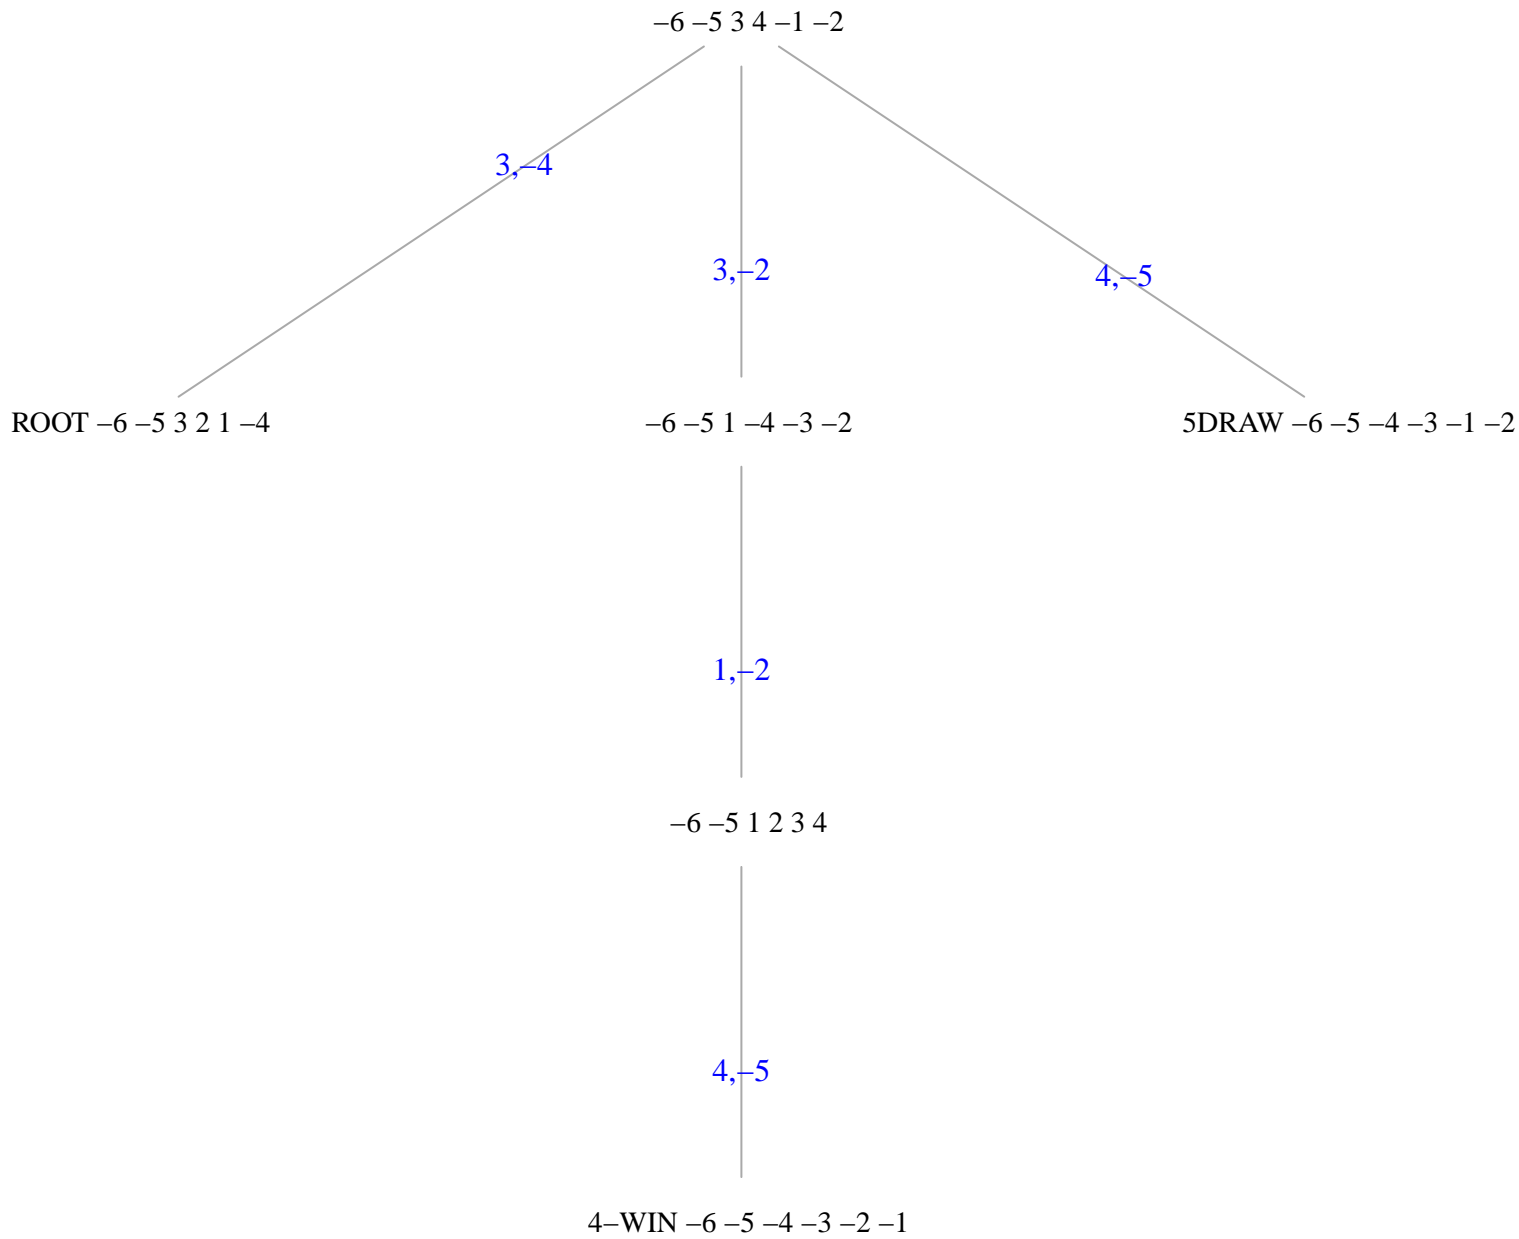 –6 –5 3 4 –1 –2
3,–4
3,–2
4,–5
ROOT –6 –5 3 2 1 –4
–6 –5 1 –4 –3 –2
5DRAW –6 –5 –4 –3 –1 –2
1,–2
–6 –5 1 2 3 4
4,–5
4–WIN –6 –5 –4 –3 –2 –1